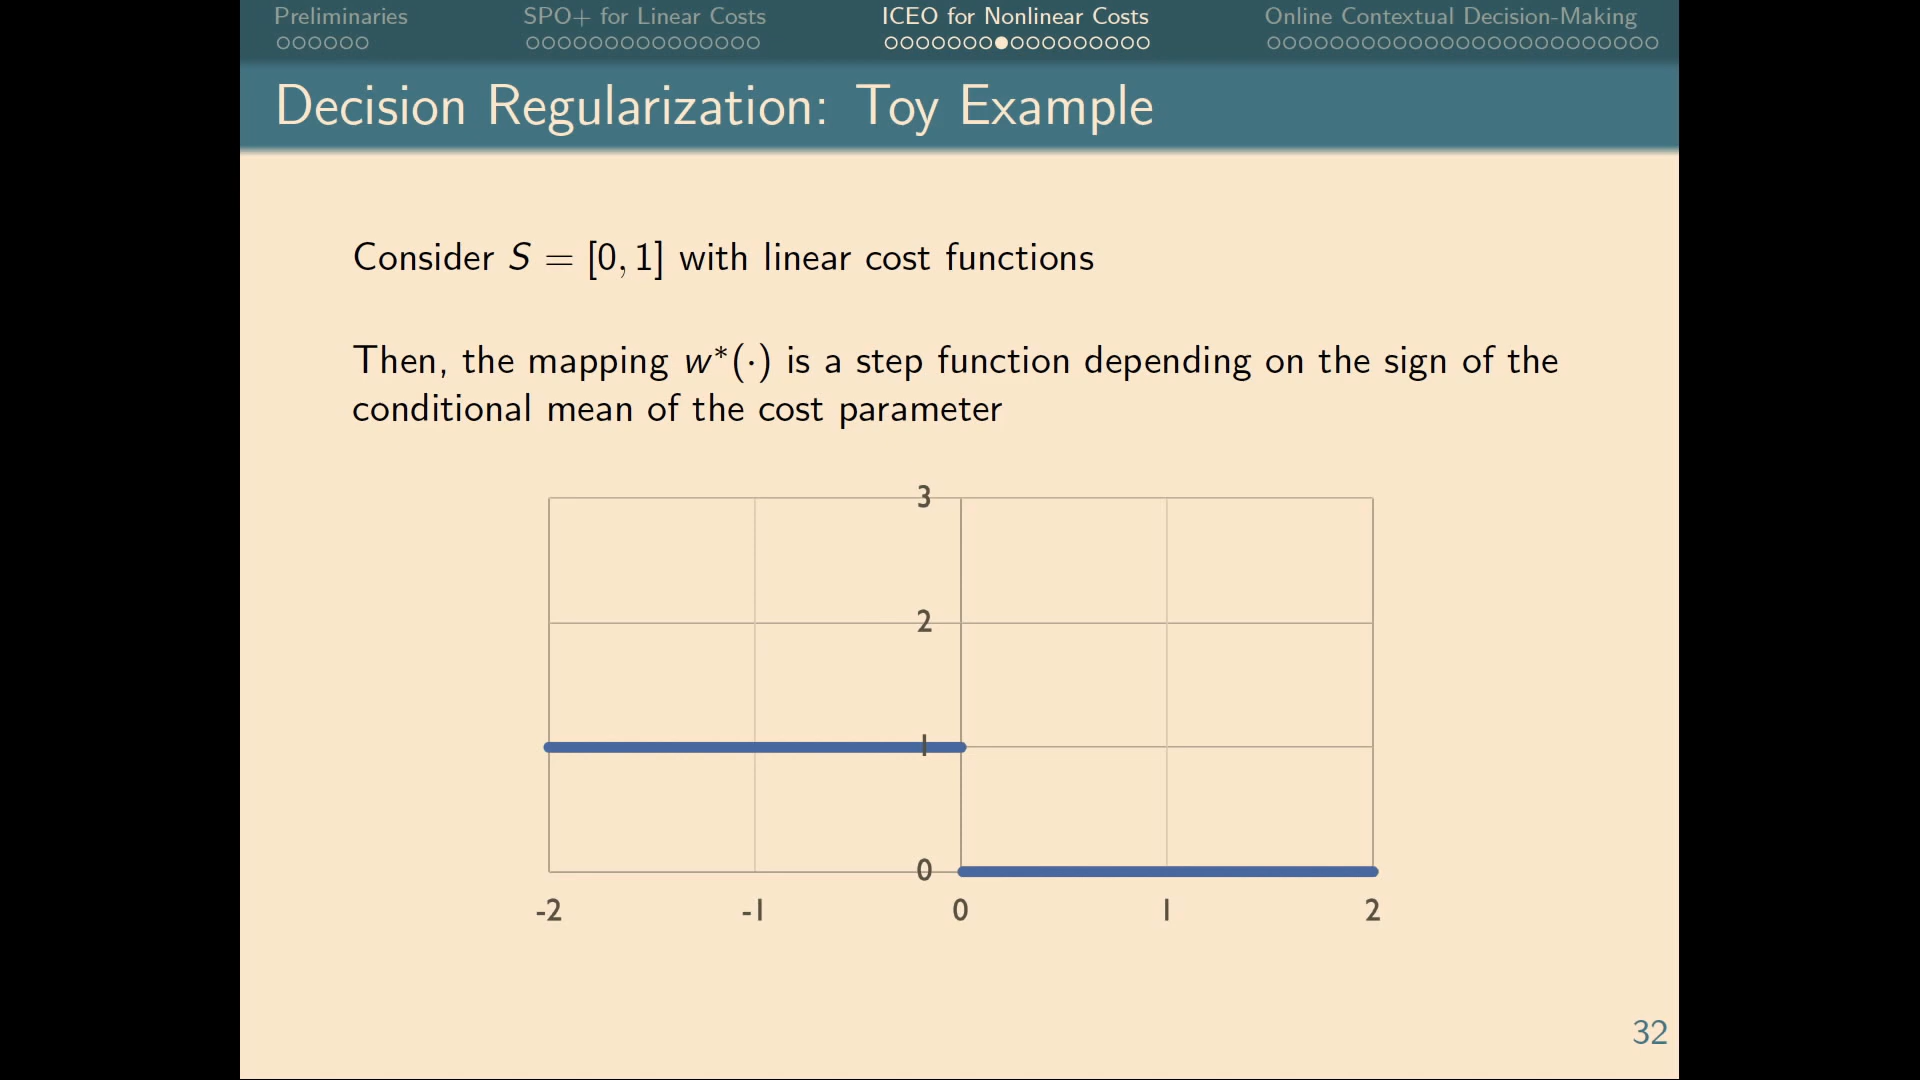 Preliminaries SPO+ for Linear Costs ICEO for Nonlinear Costs Online Contextual Decision-Making
Decision Regularization: Toy Example
Consider S = [0, 1] with linear cost functions
Then, the mapping w*(·) is a step function depending on the sign of the
conditional mean of the cost parameter
3
2
1
0
-2 -1 0 1 2
32